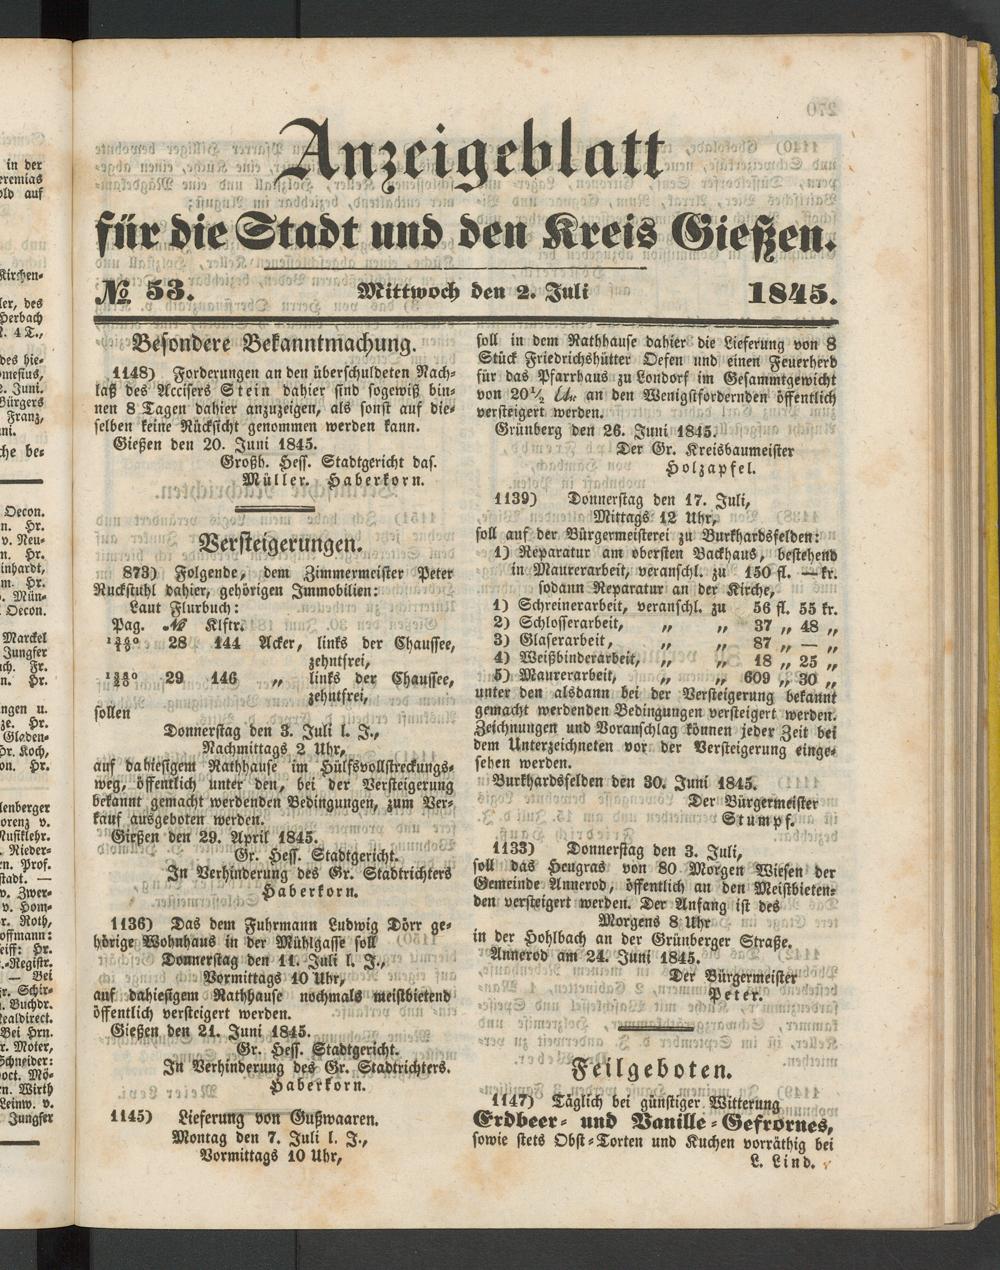 Anzeigeblatt
für die Stadt und den Kreis Gießen.
№ 53. Mittwoch den 2. Juli 1845.
Besondere Bekanntmachung.
1148) Forderungen an den überschuldeten Nach-
laß des Accisers Stein dahier sind sogewiß bin-
nen 8 Tagen dahier anzuzeigen, als sonst auf die-
selben keine Rücksicht genommen werden kann.
Gießen den 20. Juni 1845.
Großh. Hess. Stadtgericht das.
Müller. Haberkorn.
Versteigerungen.
873) Folgende, dem Zimmermeister Peter
Ruckstuhl dahier, gehörigen Immobilien:
Laut Flurbuch:
Pag. № Klftr.
28 144 Acker, links der Chaussee,
zehntfrei,
29 146 „ links der Chaussee,
zehntfrei,
sollen
Donnerstag den 3. Juli l. J.,
Nachmittags 2 Uhr,
auf dahiesigem Rathhause im Hülfsvollstreckungs-
weg, öffentlich unter den, bei der Versteigerung
bekannt gemacht werdenden Bedingungen, zum Ver-
kauf ausgeboten werden.
Gießen den 29. April 1845.
Gr. Hess. Stadtgericht.
In Verhinderung des Gr. Stadtrichters
Haberkorn.
1136) Das dem Fuhrmann Ludwig Dörr ge-
hörige Wohnhaus in der Mühlgasse soll
Donnerstag den 11. Juli l. J.,
Vormittags 10 Uhr,
auf dahiesigem Rathhause nochmals meistbietend
öffentlich versteigert werden.
Gießen den 21. Juni 1845.
Gr. Hess. Stadtgericht.
In Verhinderung des Gr. Stadtrichters.
Haberkorn.
1145) Lieferung von Gußwaaren.
Montag den 7. Juli l. J.,
Vormittags 10 Uhr,
soll in dem Rathhause dahier die Lieferung von 8
Stück Friedrichshütter Oefen und einen Feuerherd
für das Pfarrhaus zu Londorf im Gesammtgewicht
von 20½ Ctr. an den Wenigstfordernden öffentlich
versteigert werden.
Grünberg den 26. Juni 1845.
Der Gr. Kreisbaumeister
Holzapfel.
1139) Donnerstag den 17. Juli,
Mittags 12 Uhr,
soll auf der Bürgermeisterei zu Burkhardsfelden:
1) Reparatur am obersten Backhaus, bestehend
in Maurerarbeit, veranschl. zu 150 fl. — kr.
sodann Reparatur an der Kirche,
1) Schreinerarbeit, veranschl. zu 56 fl. 55 kr.
2) Schlosserarbeit, „ „ 37 „ 48 „
3) Glaserarbeit, „ „ 87 „ — „
4) Weißbinderarbeit, „ „ 18 „ 25 „
5) Maurerarbeit, „ „ 609 „ 30 „
unter den alsdann bei der Versteigerung bekannt
gemacht werdenden Bedingungen versteigert werden.
Zeichnungen und Voranschlag können jeder Zeit bei
dem Unterzeichneten vor der Versteigerung einge-
sehen werden.
Burkhardsfelden den 30. Juni 1845.
Der Bürgermeister
Stumpf.
1133) Donnerstag den 3. Juli,
soll das Heugras von 80 Morgen Wiesen der
Gemeinde Annerod, öffentlich an den Meistbieten-
den versteigert werden. Der Anfang ist des
Morgens 8 Uhr
in der Hohlbach an der Grünberger Straße.
Annerod am 24. Juni 1845.
Der Bürgermeister
Peter.
Feilgeboten.
1147) Täglich bei günstiger Witterung
Erdbeer- und Vanille-Gefrornes,
sowie stets Obst-Torten und Kuchen vorräthig bei
L. Lind.